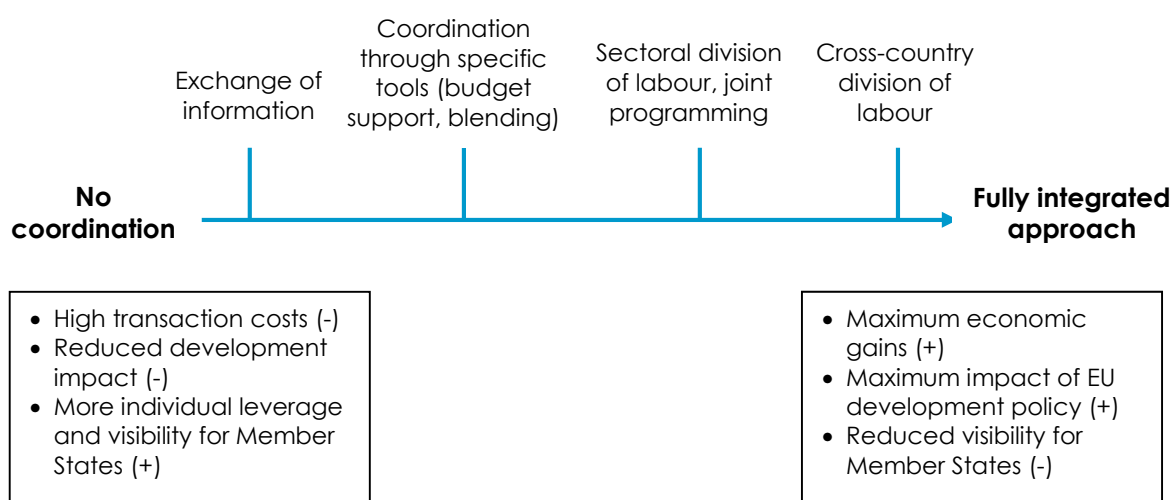 Exchange of
information
Coordination
through specific
tools (budget
support, blending)
Sectoral division
of labour, joint
programming
Cross-country
division of
labour
No
coordination
Fully integrated
approach
• High transaction costs (-)
• Reduced development
impact (-)
• More individual leverage
and visibility for Member
States (+)
• Maximum economic
gains (+)
• Maximum impact of EU
development policy (+)
• Reduced visibility for
Member States (-)